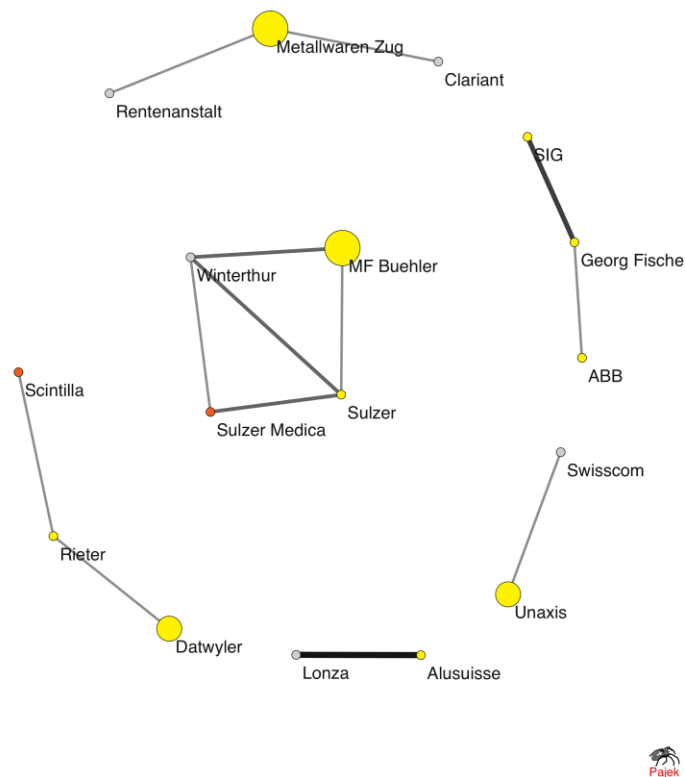 Metallwaren Zug
Clariant
Rentenanstalt
SIG
Georg Fische
MF Buehler
Winterthur
ABB
Scintilla
Sulzer
Sulzer Medica
Swisscom
Rieter
Unaxis
Datwyler
Lonza
Alusuisse
Pajek